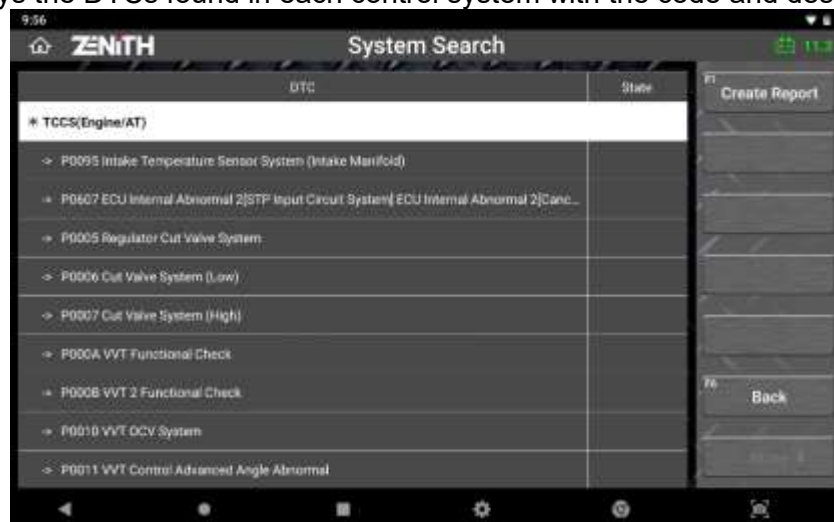 ys the DTCs found in each control system with the code and des
9:56
ZENITH
System Search
11.3
DTC
State
F1
Create Report
* TCCS(Engine/AT)
-> P0095 Intake Temperature Sensor System (Intake Manifold)
-> P0607 ECU Internal Abnormal 2[STP Input Circuit System] ECU Internal Abnormal 2[Canc...
-> P0005 Regulator Cut Valve System
-> P0006 Cut Valve System (Low)
-> P0007 Cut Valve System (High)
-> P000A VVT Functional Check
-> P000B VVT 2 Functional Check
F6
Back
-> P0010 VVT OCV System
-> P0011 VVT Control Advanced Angle Abnormal